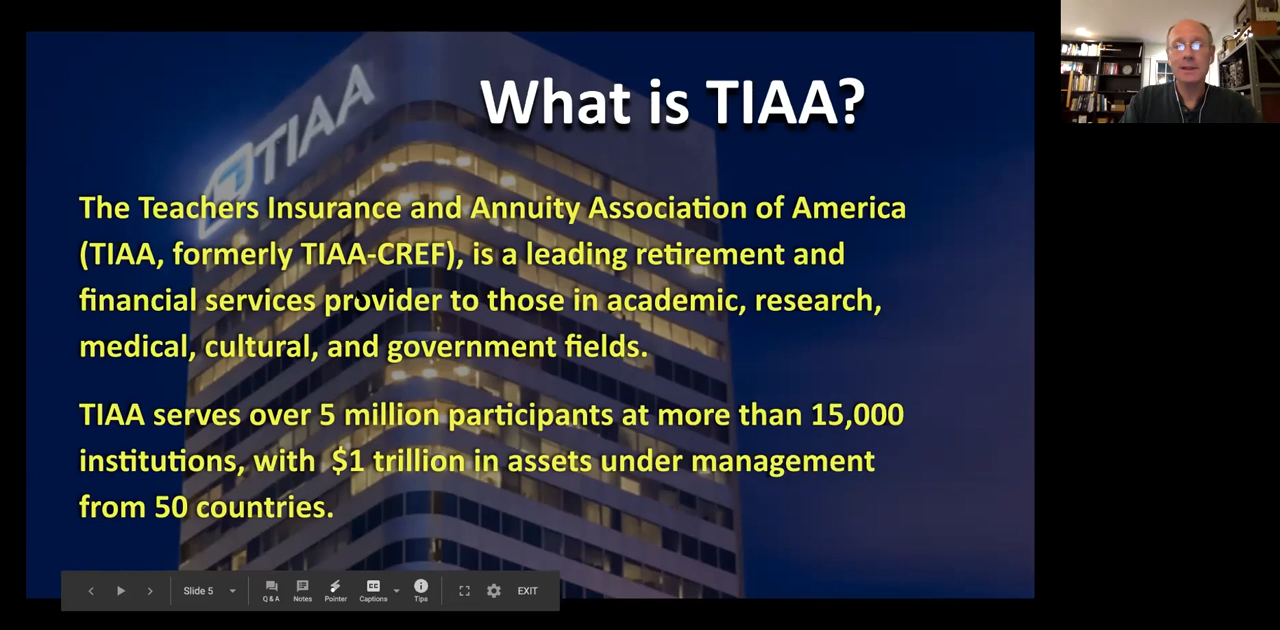 TIAA
What is TIAA?
The Teachers Insurance and Annuity Association of America
(TIAA, formerly TIAA-CREF), is a leading retirement and
financial services provider to those in academic, research,
medical, cultural, and government fields.
TIAA serves over 5 million participants at more than 15,000
institutions, with  $1 trillion in assets under management
from 50 countries.
Slide 5
Q & A
Notes
Pointer
CC
Captions
Tips
EXIT